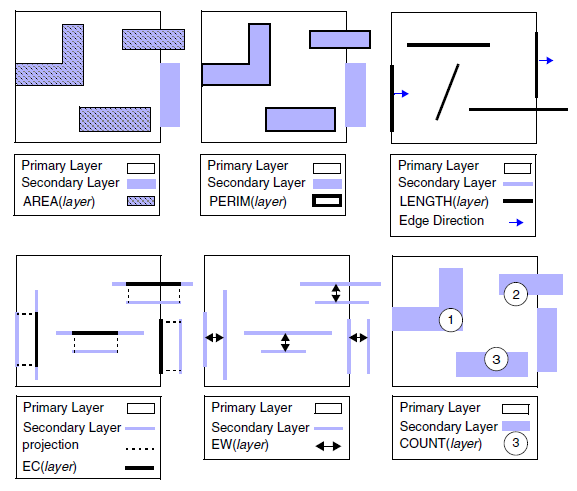 Primary Layer
Secondary Layer
AREA(layer)
Primary Layer
Secondary Layer
PERIM(layer)
Primary Layer
Secondary Layer
LENGTH(layer)
Edge Direction
1
2
3
Primary Layer
Secondary Layer
projection
EC(layer)
Primary Layer
Secondary Layer
EW(layer)
Primary Layer
Secondary Layer
COUNT(layer) 3